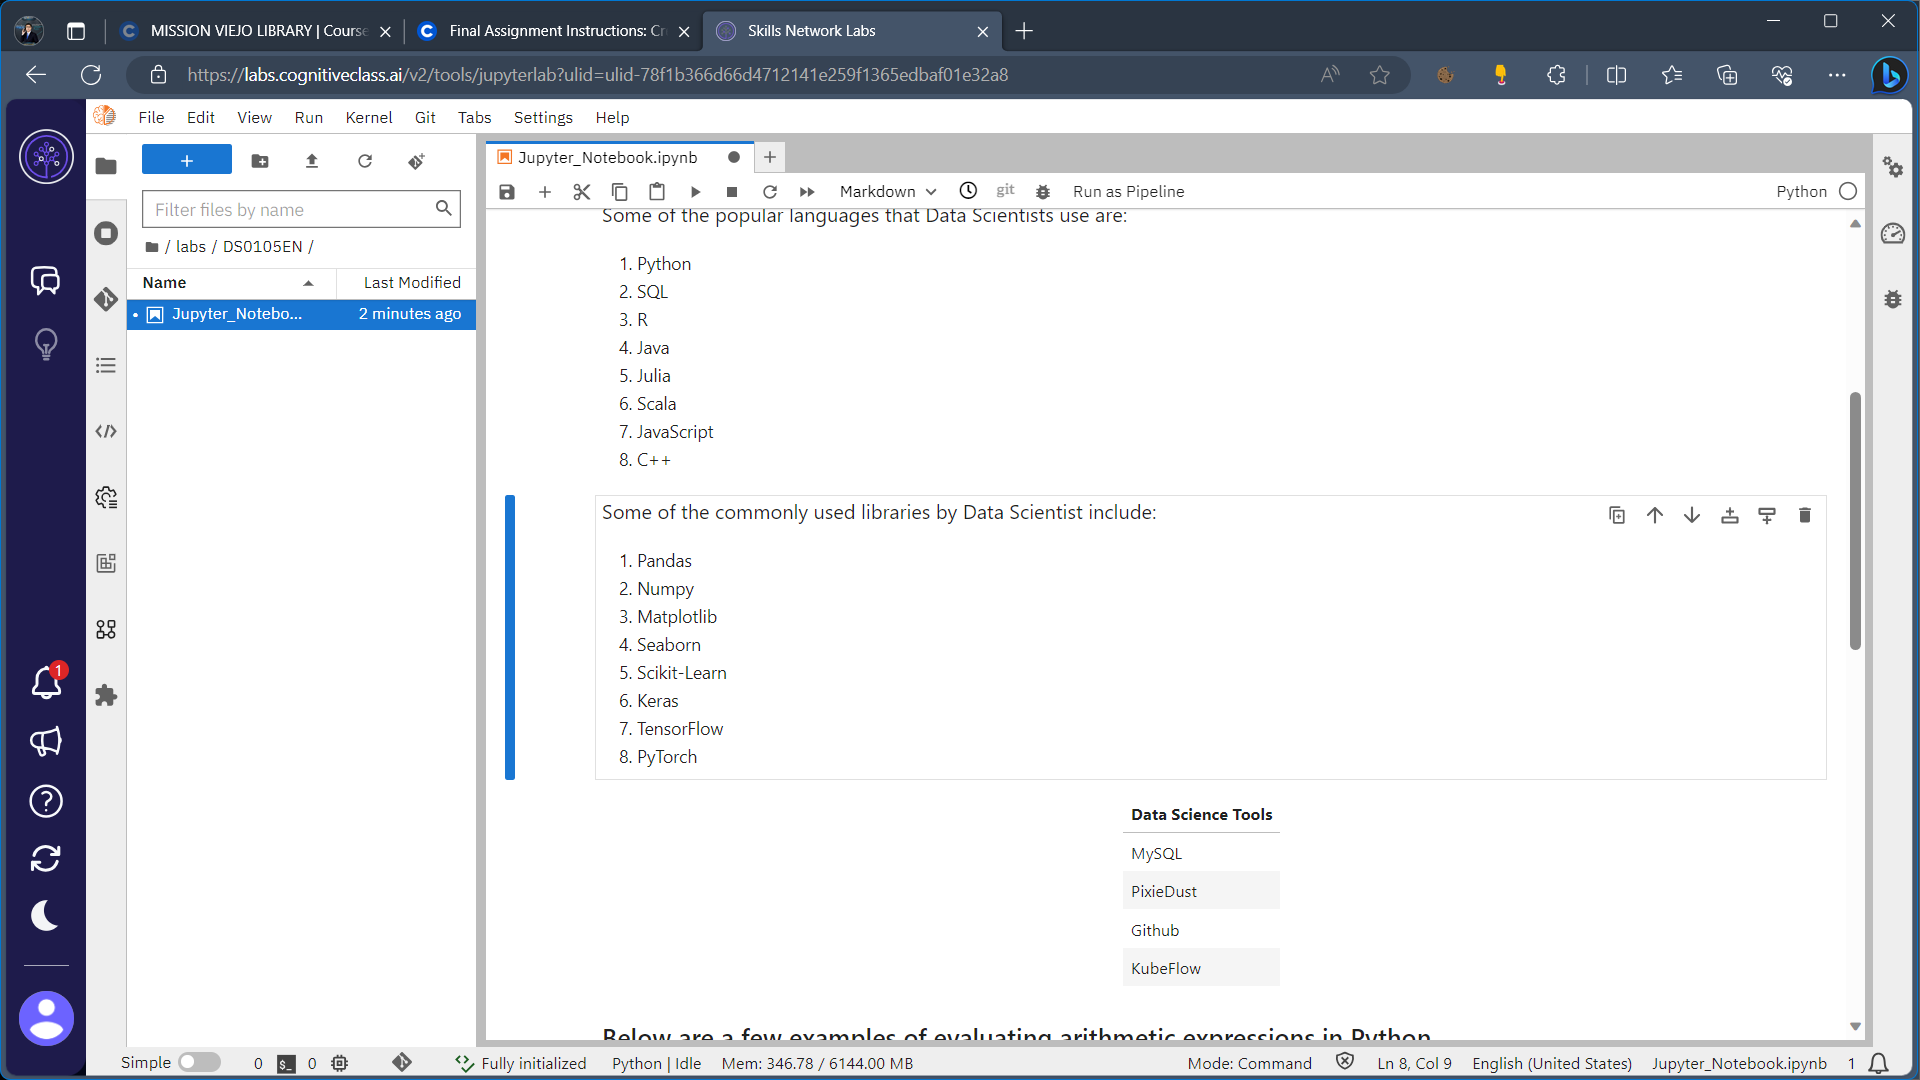 MISSION VIEJO LIBRARY | Course
Final Assignment Instructions: Cr
Skills Network Labs
https://labs.cognitiveclass.ai/v2/tools/jupyterlab?ulid=ulid-78f1b366d66d4712141e259f1365edbaf01e32a8
File Edit View Run Kernel Git Tabs Settings Help
Jupyter_Notebook.ipynb
Markdown git Run as Pipeline Python
Filter files by name
/ labs / DS0105EN /
Name Last Modified
Jupyter_Notebo... 2 minutes ago
1
Some of the popular languages that Data Scientists use are:
1. Python
2. SQL
3. R
4. Java
5. Julia
6. Scala
7. JavaScript
8. C++
Some of the commonly used libraries by Data Scientist include:
1. Pandas
2. Numpy
3. Matplotlib
4. Seaborn
5. Scikit-Learn
6. Keras
7. TensorFlow
8. PyTorch
Data Science Tools
MySQL
PixieDust
Github
KubeFlow
Below are a few examples of evaluating arithmetic expressions in Python
Simple 0 0 Fully initialized Python | Idle Mem: 346.78 / 6144.00 MB Mode: Command Ln 8, Col 9 English (United States) Jupyter_Notebook.ipynb 1